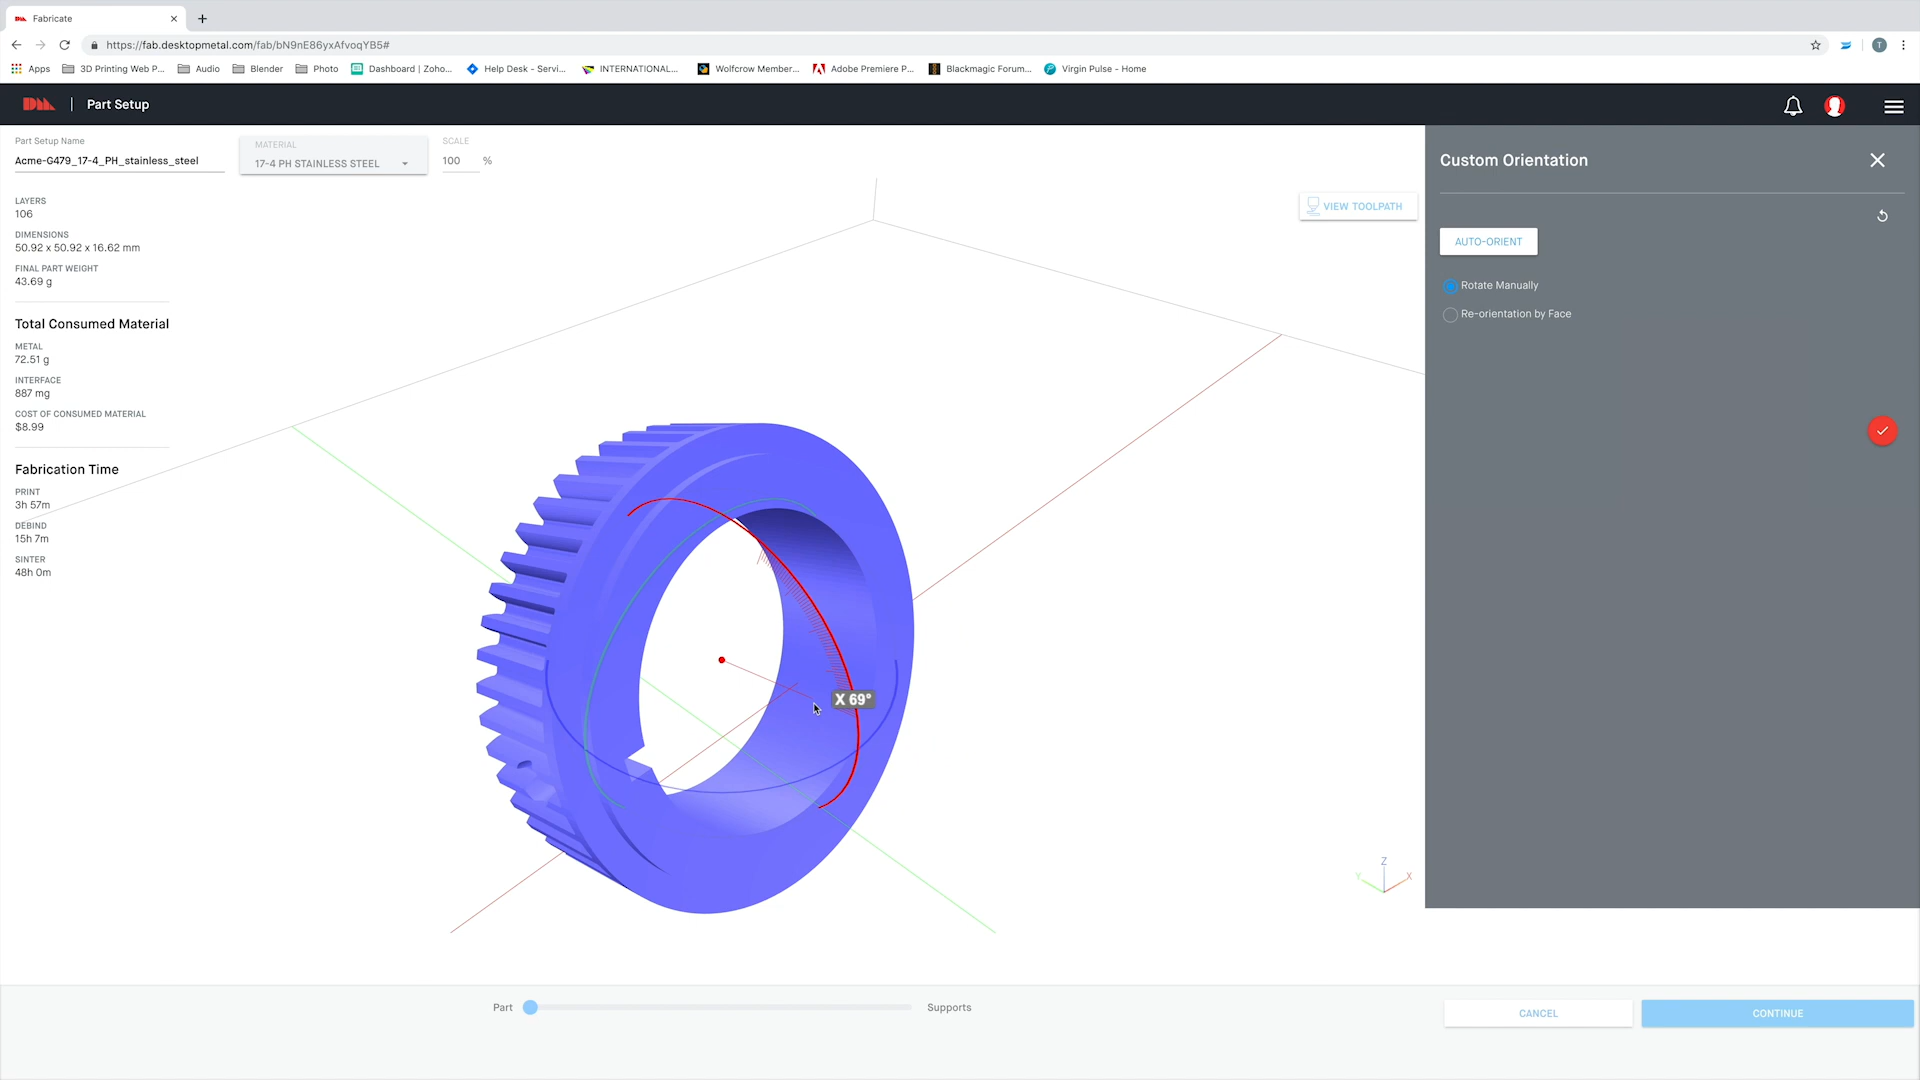 Fabricate
https://fab.desktopmetal.com/fab/bN9nE86yxAfvoqYB5#
T
Apps
3D Printing Web P...
Audio
Blender
Photo
Dashboard | Zoho...
Help Desk - Servi...
INTERNATIONAL...
Wolfcrow Member...
Adobe Premiere P...
Blackmagic Forum...
Virgin Pulse - Home
Part Setup
Part Setup Name
Acme-G479_17-4_PH_stainless_steel
MATERIAL
17-4 PH STAINLESS STEEL
SCALE
100 %
LAYERS
106
DIMENSIONS
50.92 x 50.92 x 16.62 mm
FINAL PART WEIGHT
43.69 g
Total Consumed Material
METAL
72.51 g
INTERFACE
887 mg
COST OF CONSUMED MATERIAL
$8.99
Fabrication Time
PRINT
3h 57m
DEBIND
15h 7m
SINTER
48h 0m
VIEW TOOLPATH
X 69°
Z
Y
X
Custom Orientation
AUTO-ORIENT
Rotate Manually
Re-orientation by Face
Part
Supports
CANCEL
CONTINUE